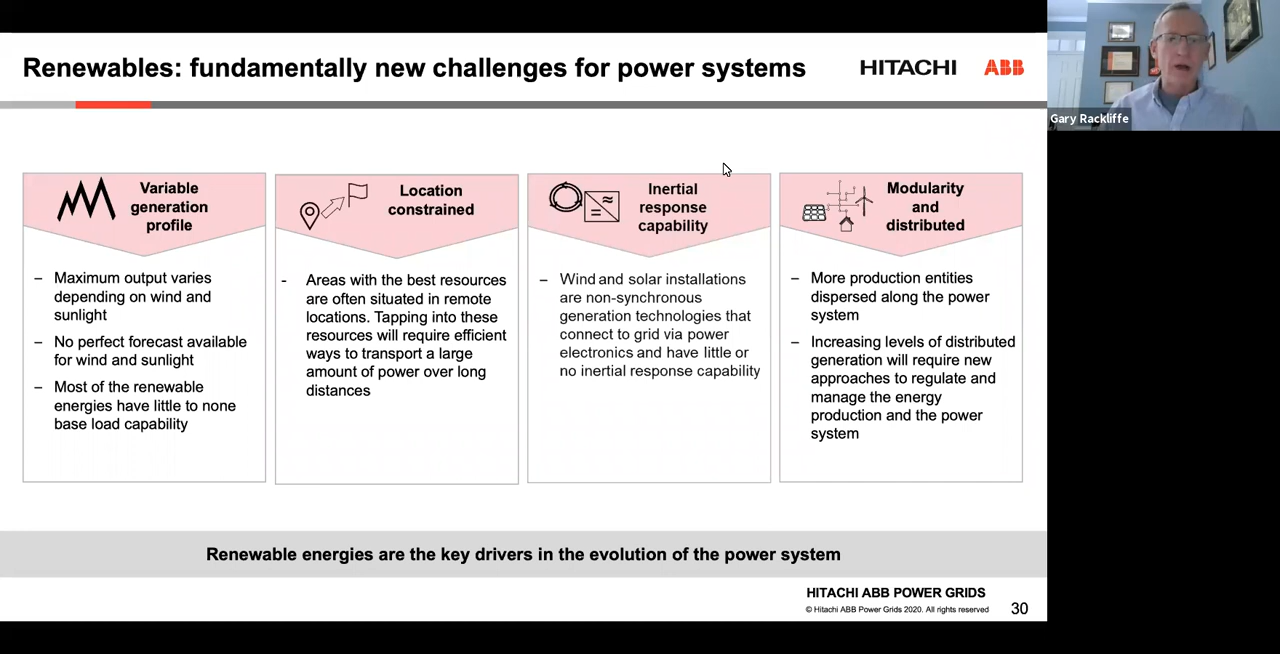 Renewables: fundamentally new challenges for power systems
HITACHI ABB
Gary Rackliffe
Variable
generation
profile
– Maximum output varies
depending on wind and
sunlight
– No perfect forecast available
for wind and sunlight
– Most of the renewable
energies have little to none
base load capability
Location
constrained
- Areas with the best resources
are often situated in remote
locations. Tapping into these
resources will require efficient
ways to transport a large
amount of power over long
distances
Inertial
response
capability
– Wind and solar installations
are non-synchronous
generation technologies that
connect to grid via power
electronics and have little or
no inertial response capability
Modularity
and
distributed
– More production entities
dispersed along the power
system
– Increasing levels of distributed
generation will require new
approaches to regulate and
manage the energy
production and the power
system
Renewable energies are the key drivers in the evolution of the power system
HITACHI ABB POWER GRIDS
© Hitachi ABB Power Grids 2020. All rights reserved
30